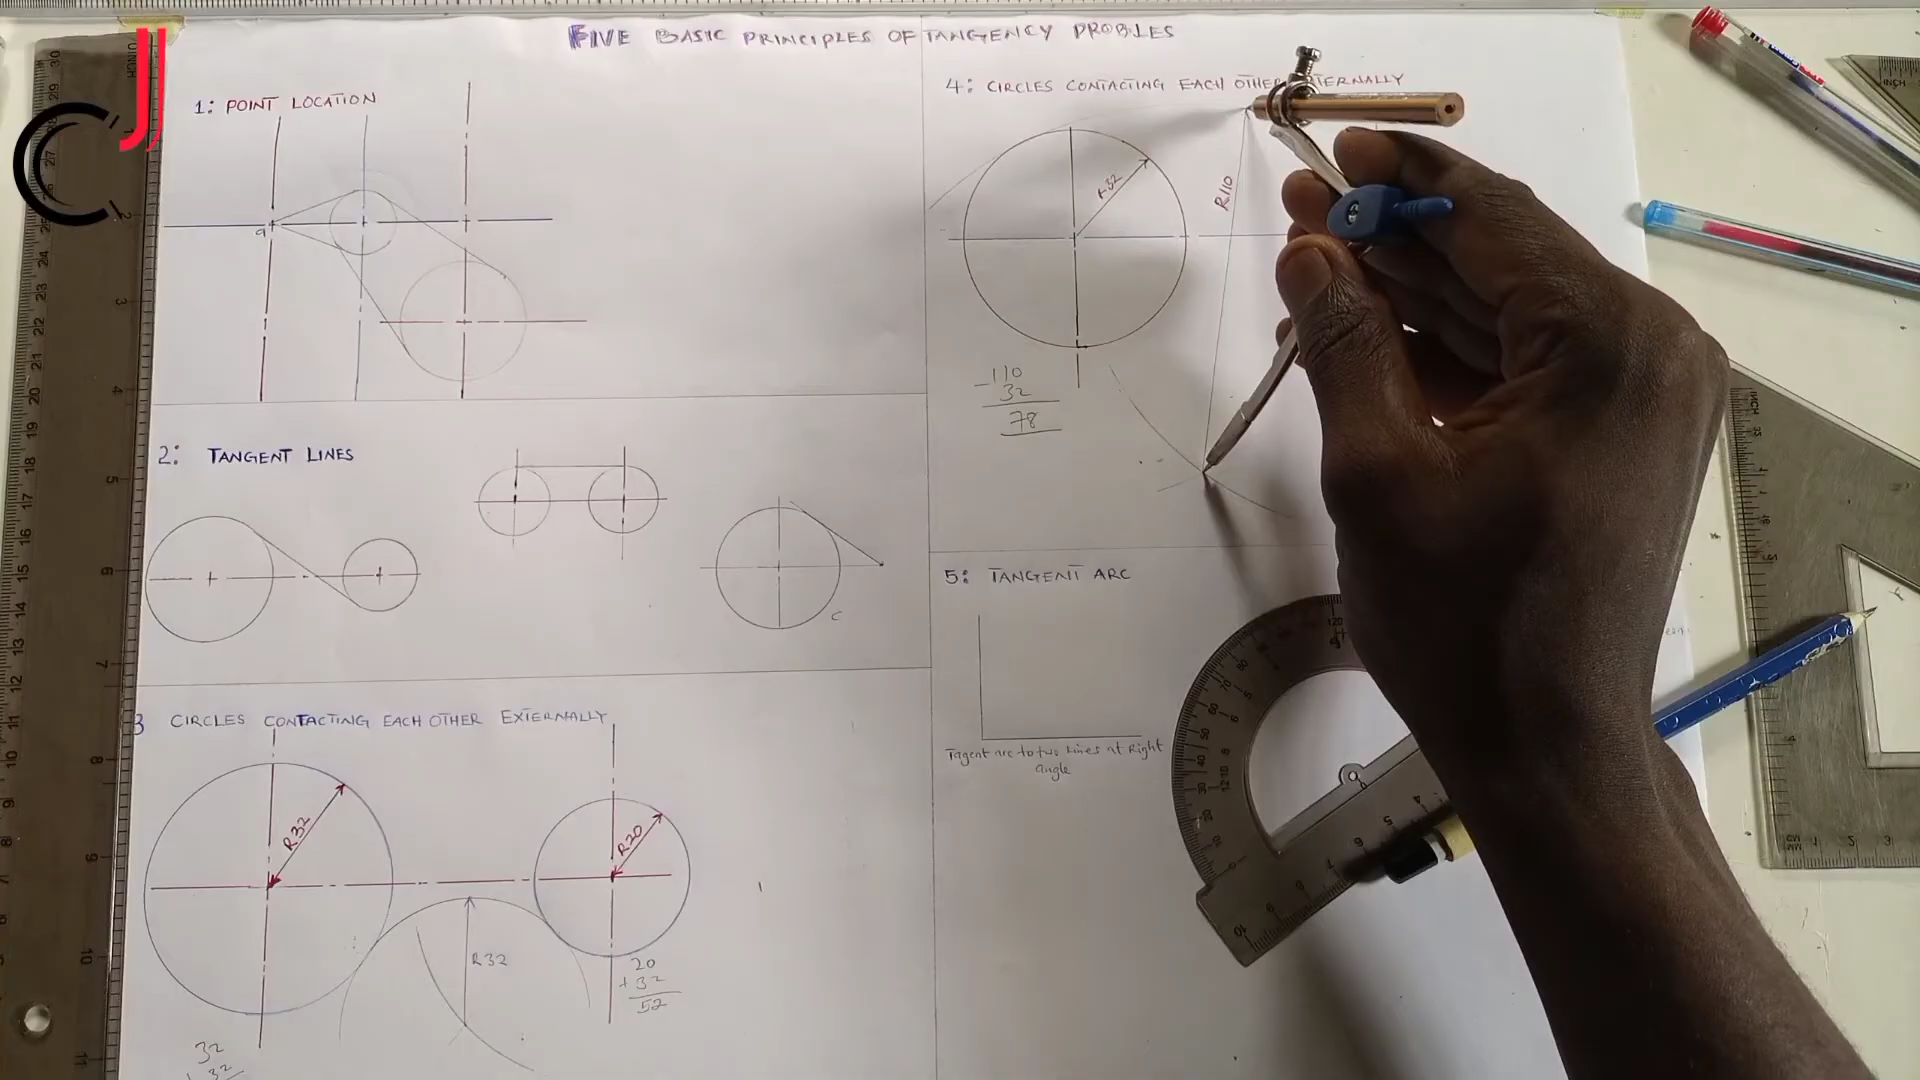 FIVE BASIC PRINCIPLES OF TANGENCY PROBLES
1: POINT LOCATION
a
2: TANGENT LINES
C
3 CIRCLES CONTACTING EACH OTHER EXTERNALLY
R32
R20
R32
20
+32
52
32
32
4: CIRCLES CONTACTING EACH OTHER
R110
110
-32
78
5: TANGENT ARC
Tagent arc to two Lines at Right
angle